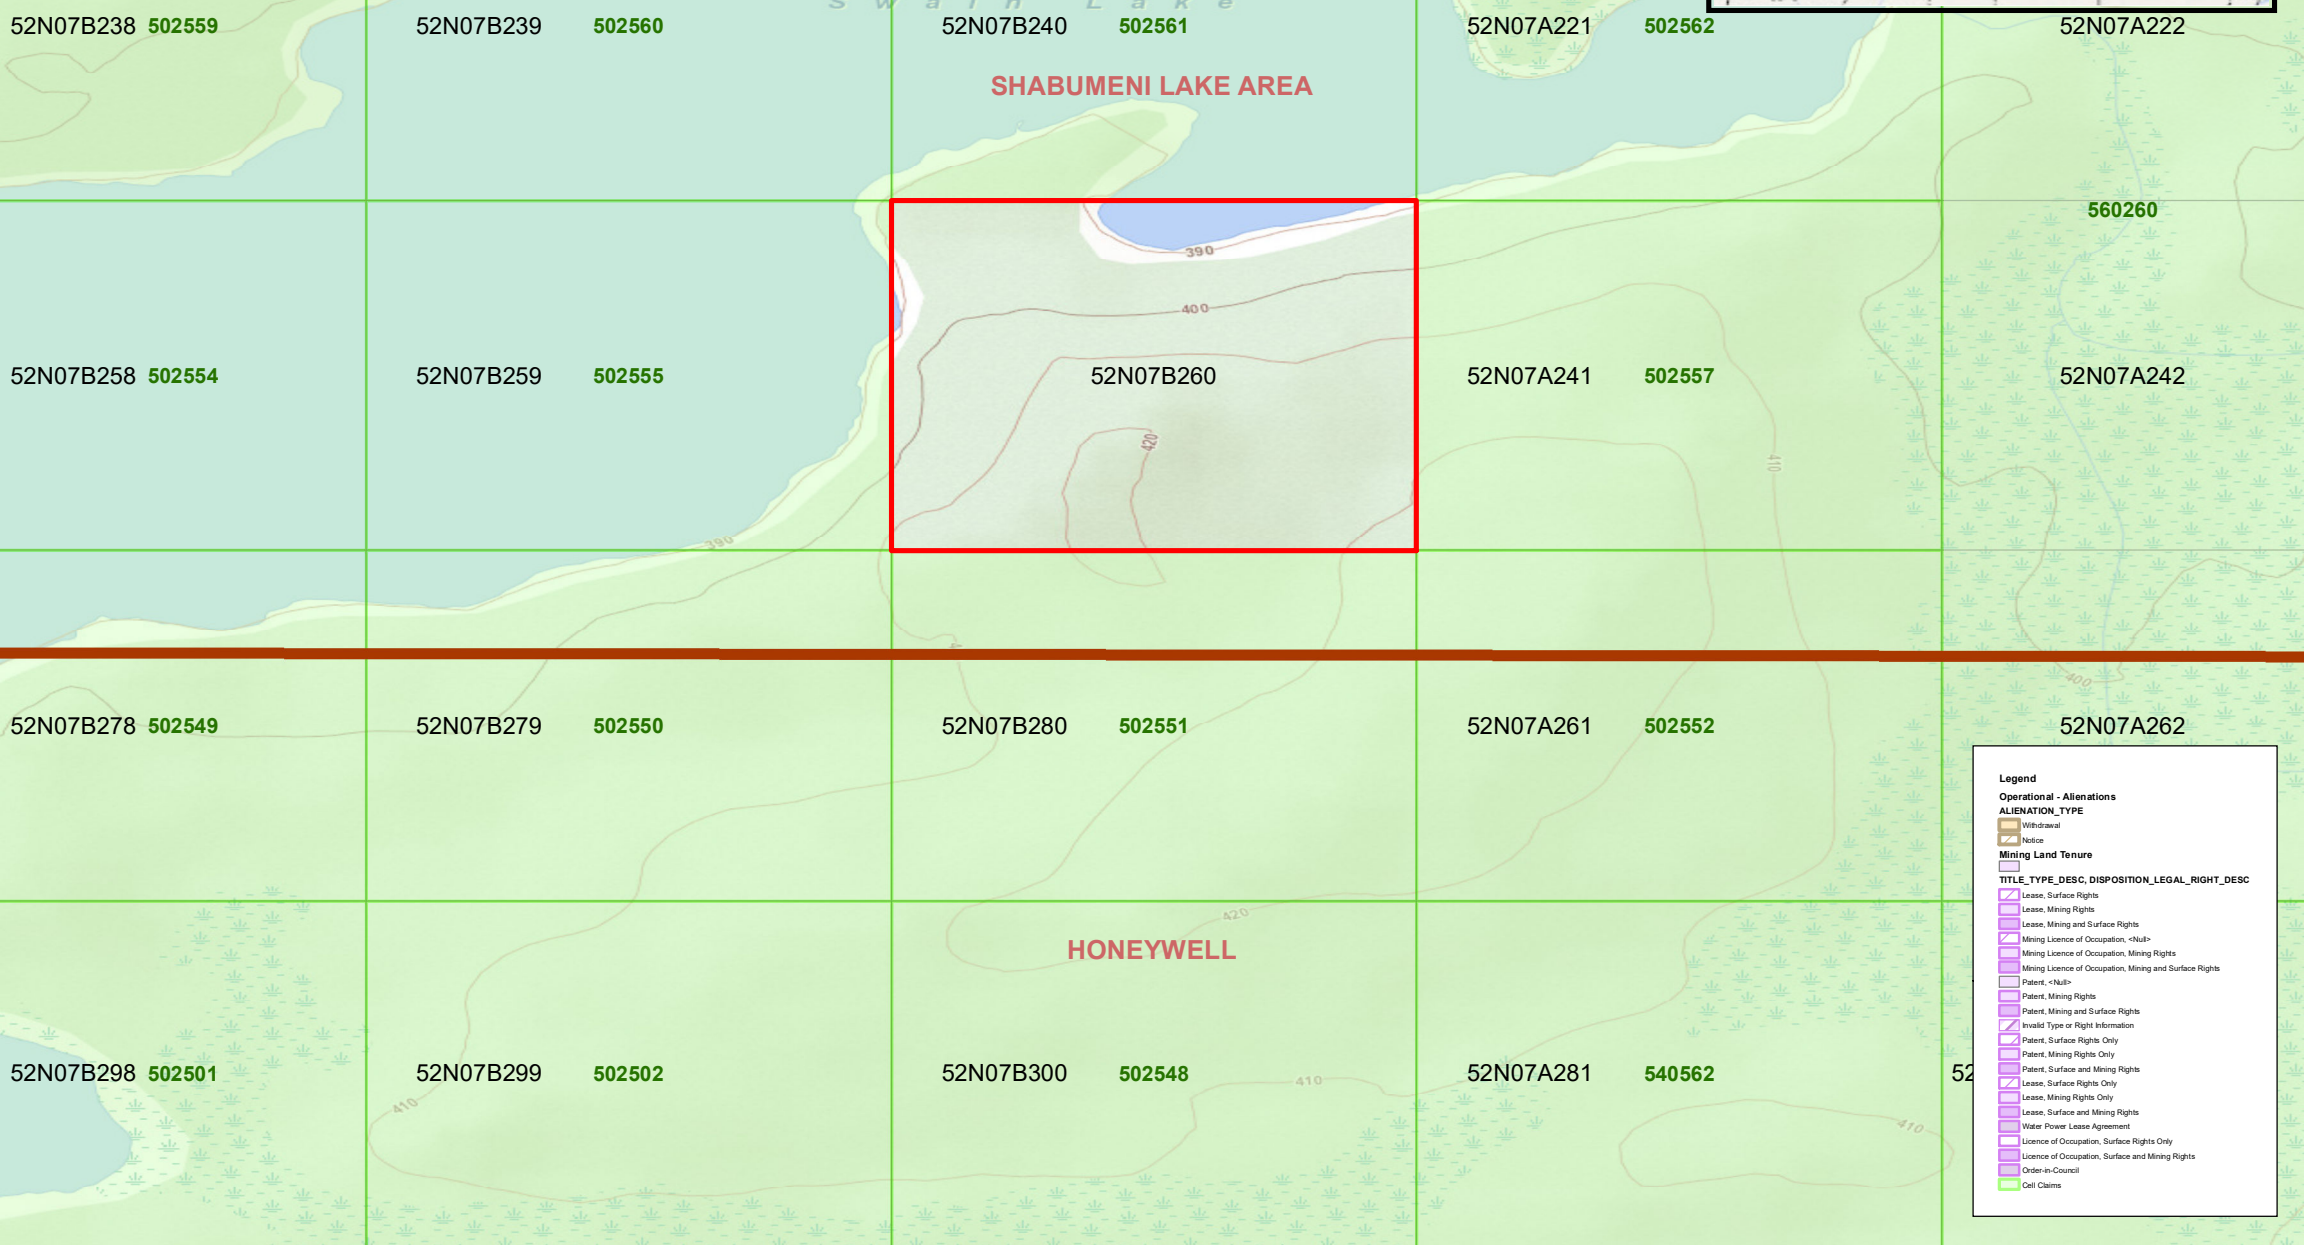 Swain Lake
52N07B238 502559 52N07B239 502560 52N07B240 502561 52N07A221 502562 52N07A222
SHABUMENI LAKE AREA
560260
390
400
52N07B258 502554 52N07B259 502555 52N07B260 52N07A241 502557 52N07A242
420
410
390
400
52N07B278 502549 52N07B279 502550 52N07B280 502551 52N07A261 502552 52N07A262
420
HONEYWELL
52N07B298 502501 52N07B299 502502 52N07B300 502548 52N07A281 540562 52
410
410
410
Legend
Operational - Alienations
ALIENATION_TYPE
Withdrawal
Notice
Mining Land Tenure
TITLE_TYPE_DESC, DISPOSITION_LEGAL_RIGHT_DESC
Lease, Surface Rights
Lease, Mining Rights
Lease, Mining and Surface Rights
Mining Licence of Occupation, <Null>
Mining Licence of Occupation, Mining Rights
Mining Licence of Occupation, Mining and Surface Rights
Patent, <Null>
Patent, Mining Rights
Patent, Mining and Surface Rights
Invalid Type or Right Information
Patent, Surface Rights Only
Patent, Mining Rights Only
Patent, Surface and Mining Rights
Lease, Surface Rights Only
Lease, Mining Rights Only
Lease, Surface and Mining Rights
Water Power Lease Agreement
Licence of Occupation, Surface Rights Only
Licence of Occupation, Surface and Mining Rights
Order-in-Council
Cell Claims